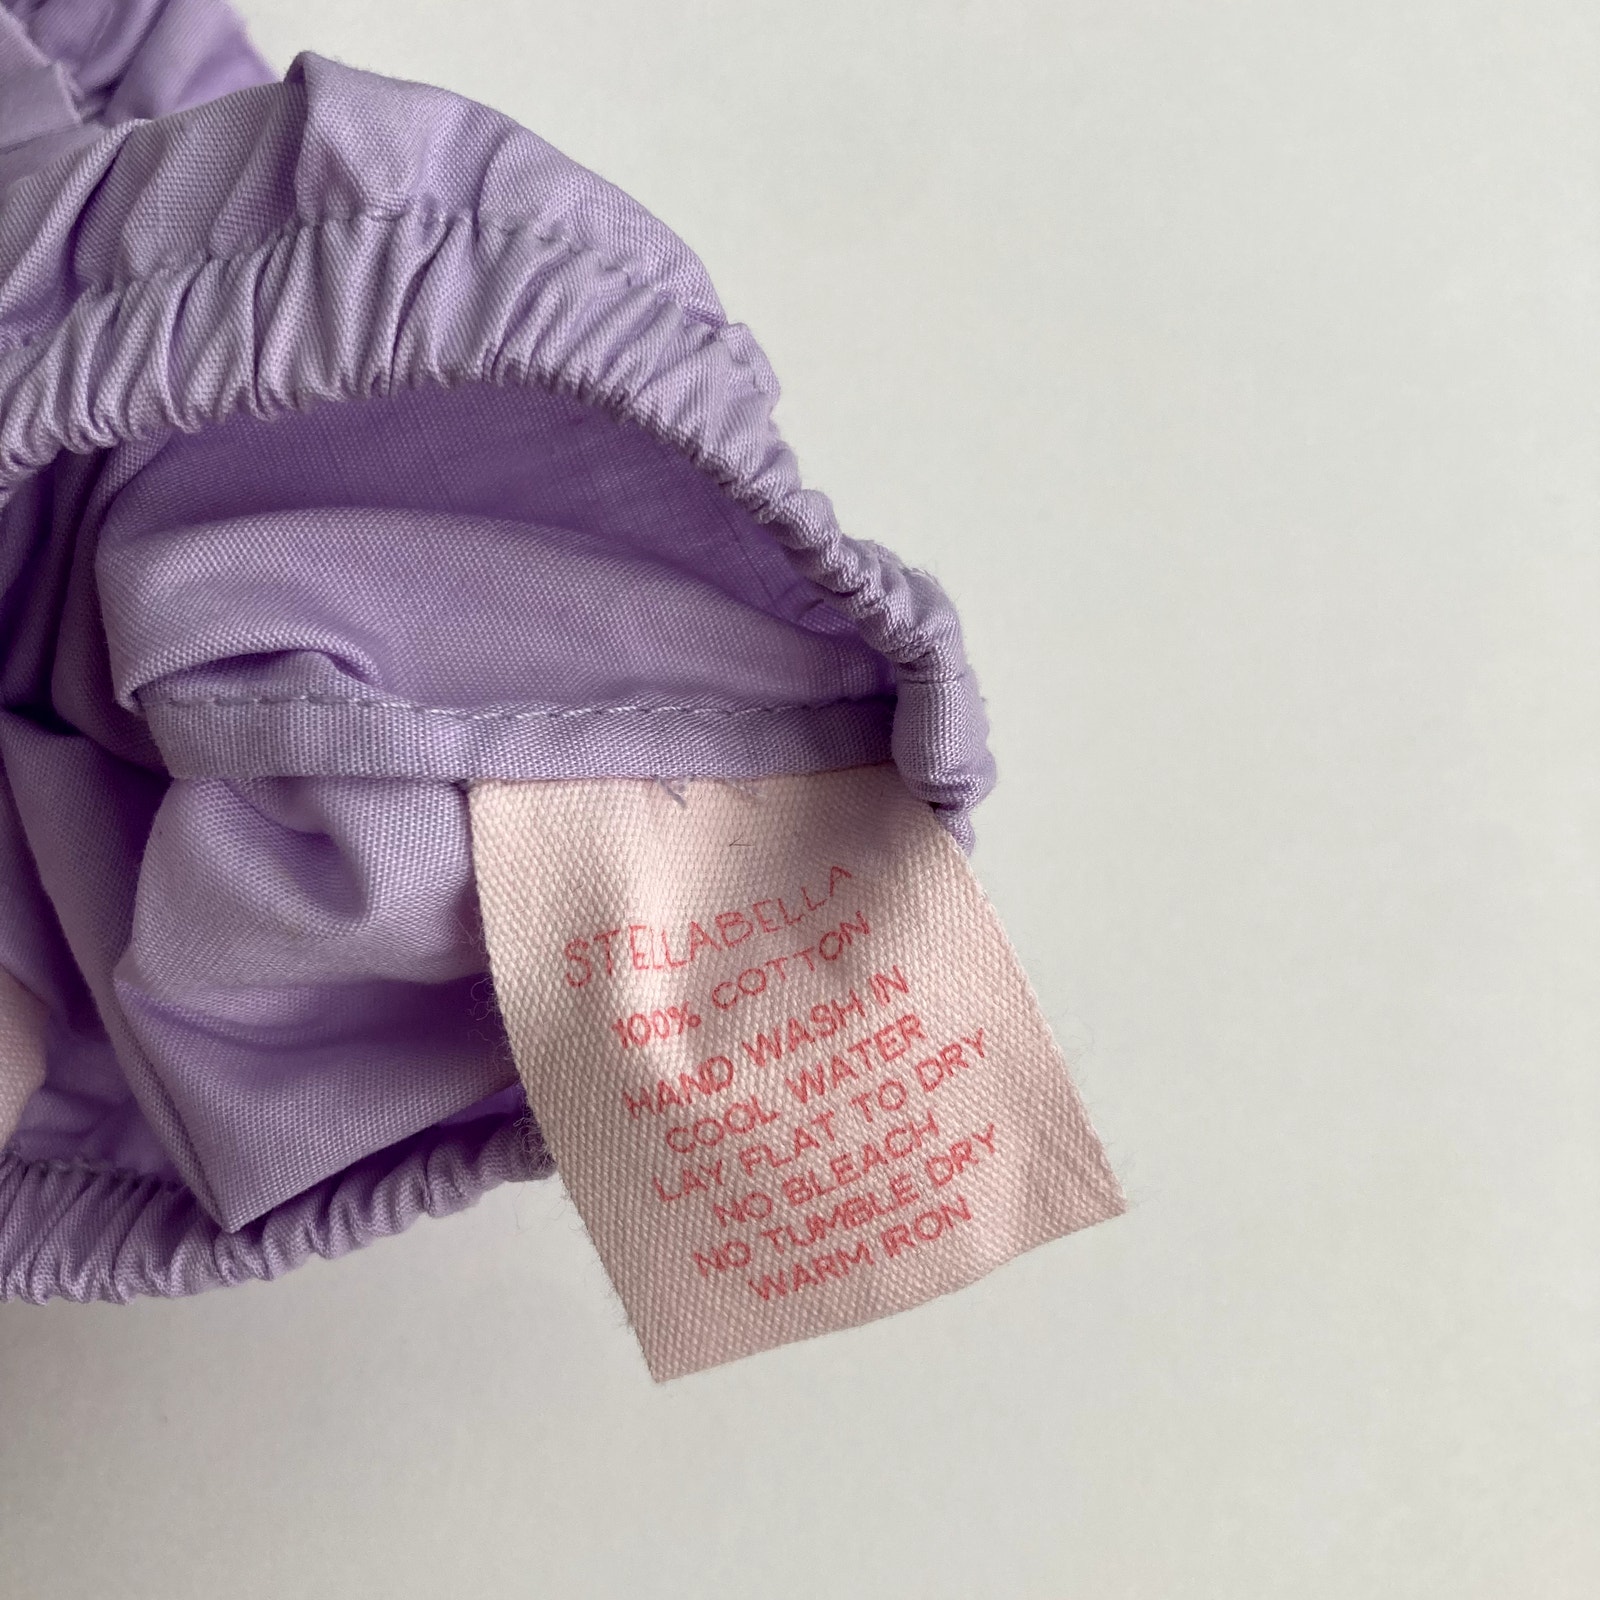 STELLABELLA
100% COTTON
HAND WASH IN
COOL WATER
LAY FLAT TO DRY
NO BLEACH
NO TUMBLE DRY
WARM IRON